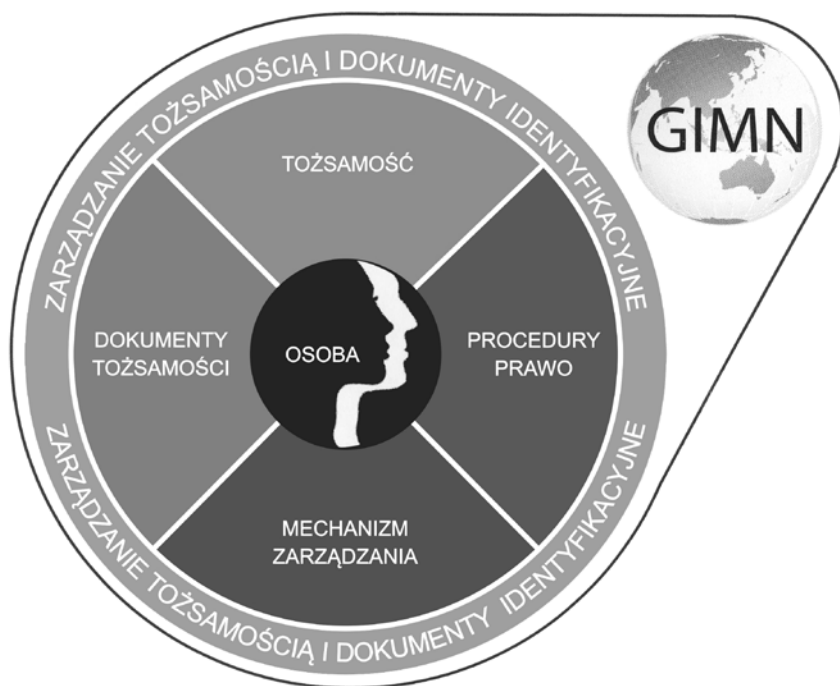 ZARZĄDZANIE TOŻSAMOŚCIĄ I DOKUMENTY IDENTYFIKACYJNE
GIMN
TOŻSAMOŚĆ
DOKUMENTY
TOŻSAMOŚCI
OSOBA
PROCEDURY
PRAWO
MECHANIZM
ZARZĄDZANIA
ZARZĄDZANIE TOŻSAMOŚCIĄ I DOKUMENTY IDENTYFIKACYJNE